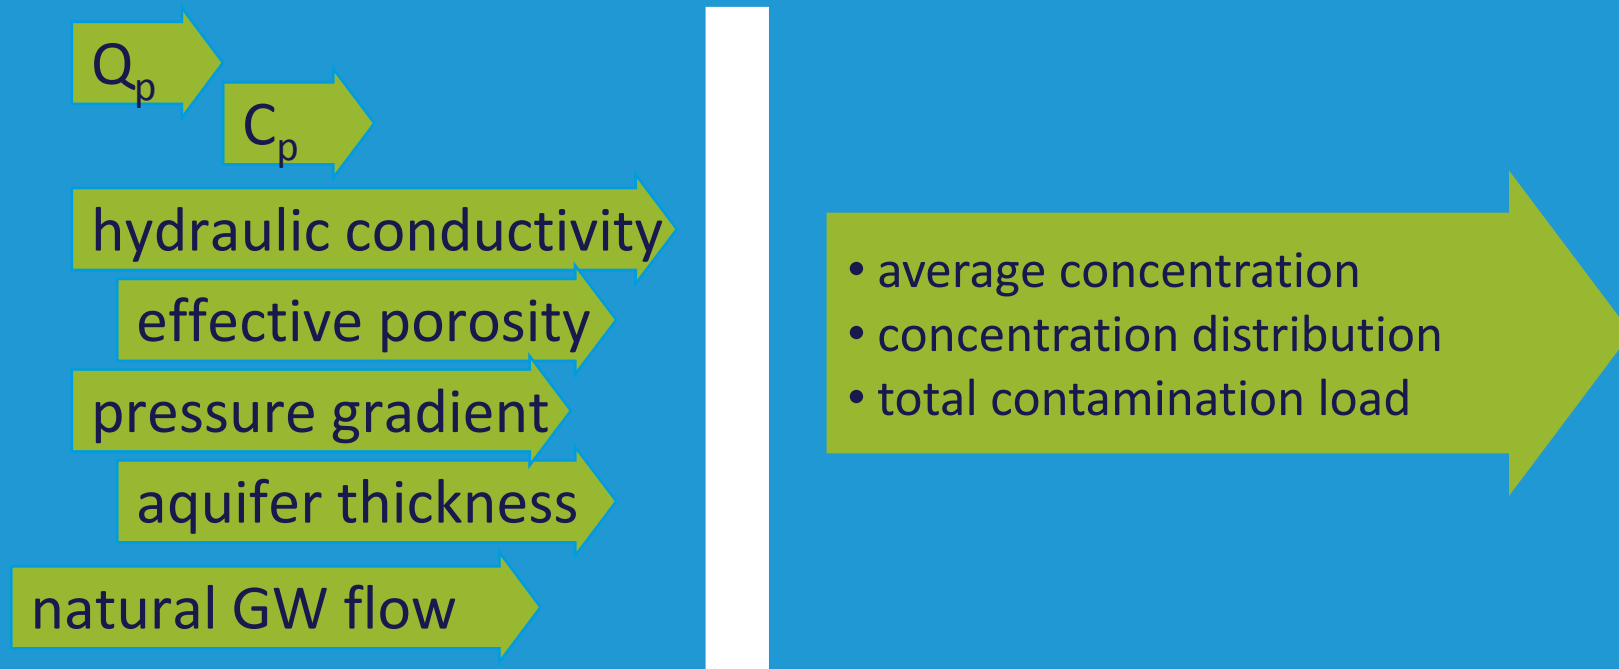 Qp
Cp
hydraulic conductivity
effective porosity
pressure gradient
aquifer thickness
natural GW flow
• average concentration
• concentration distribution
• total contamination load